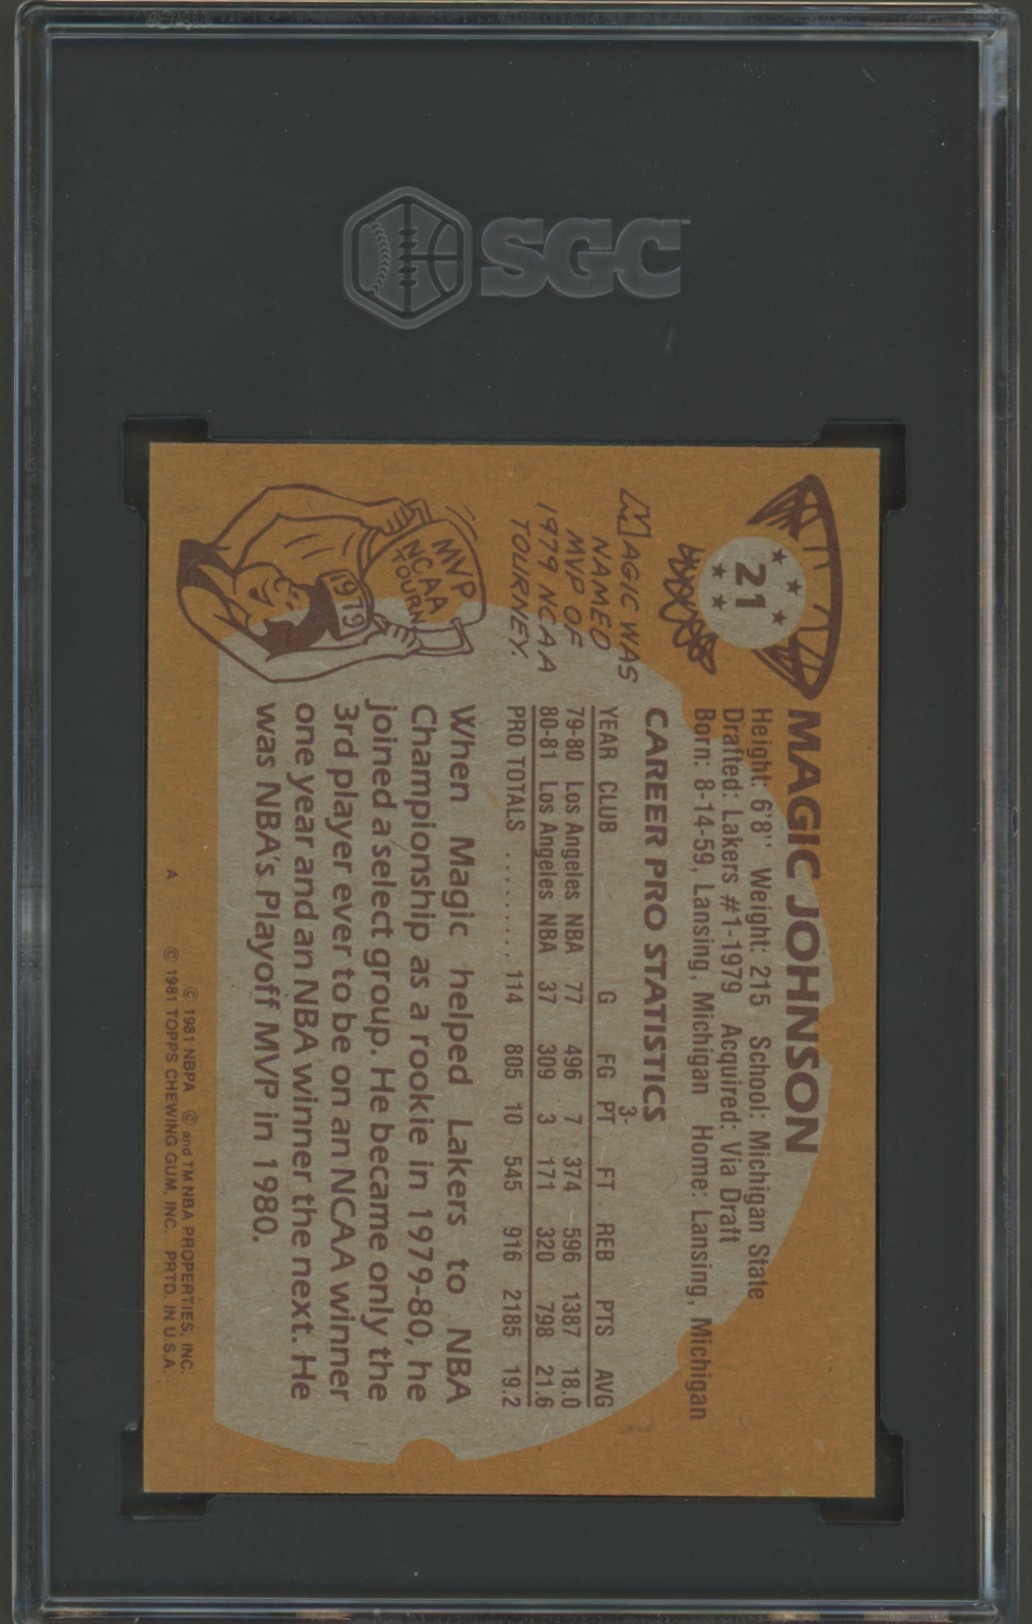 SGC
21
MAGIC JOHNSON
Height: 6'8" Weight: 215 School: Michigan State
Drafted: Lakers #1-1979 Acquired: Via Draft
Born: 8-14-59, Lansing, Michigan Home: Lansing, Michigan
CAREER PRO STATISTICS
YEAR CLUB G FG 3-PT FT REB PTS AVG
79-80 Los Angeles NBA 77 496 7 374 596 1387 18.0
80-81 Los Angeles NBA 37 309 3 171 320 798 21.6
PRO TOTALS ......... 114 805 10 545 916 2185 19.2
MAGIC WAS
NAMED
MVP OF
1979 NCAA
TOURNEY.
MVP
NCAA
TOURN
1979
When Magic helped Lakers to NBA
Championship as a rookie in 1979-80, he
joined a select group. He became only the
3rd player ever to be on an NCAA winner
one year and an NBA winner the next. He
was NBA's Playoff MVP in 1980.
© 1981 NBPA © and TM NBA PROPERTIES, INC.
A © 1981 TOPPS CHEWING GUM, INC. PRTD. IN U.S.A.